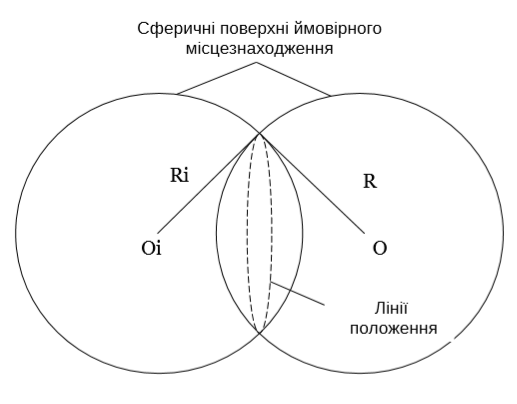 Сферичні поверхні ймовірного
місцезнаходження
Ri
R
Oi
O
Лінії
положення